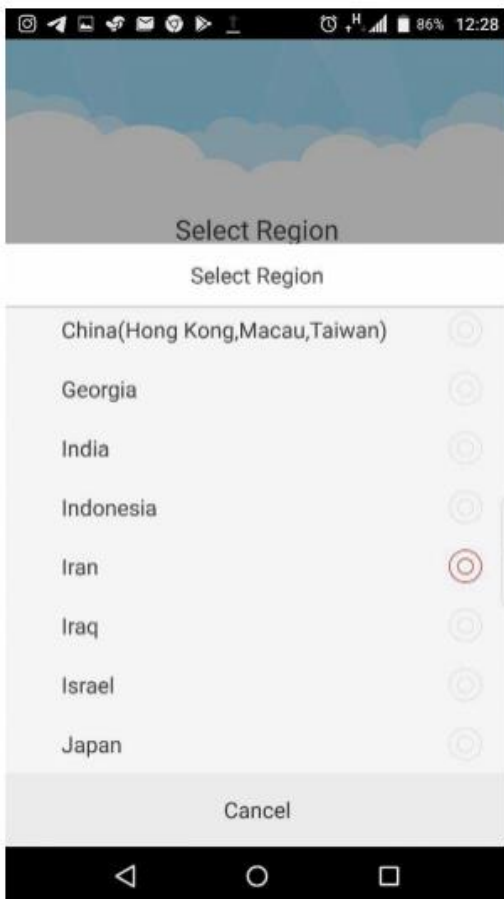 H 86% 12:28
Select Region
Select Region
China(Hong Kong,Macau,Taiwan)
Georgia
India
Indonesia
Iran
Iraq
Israel
Japan
Cancel